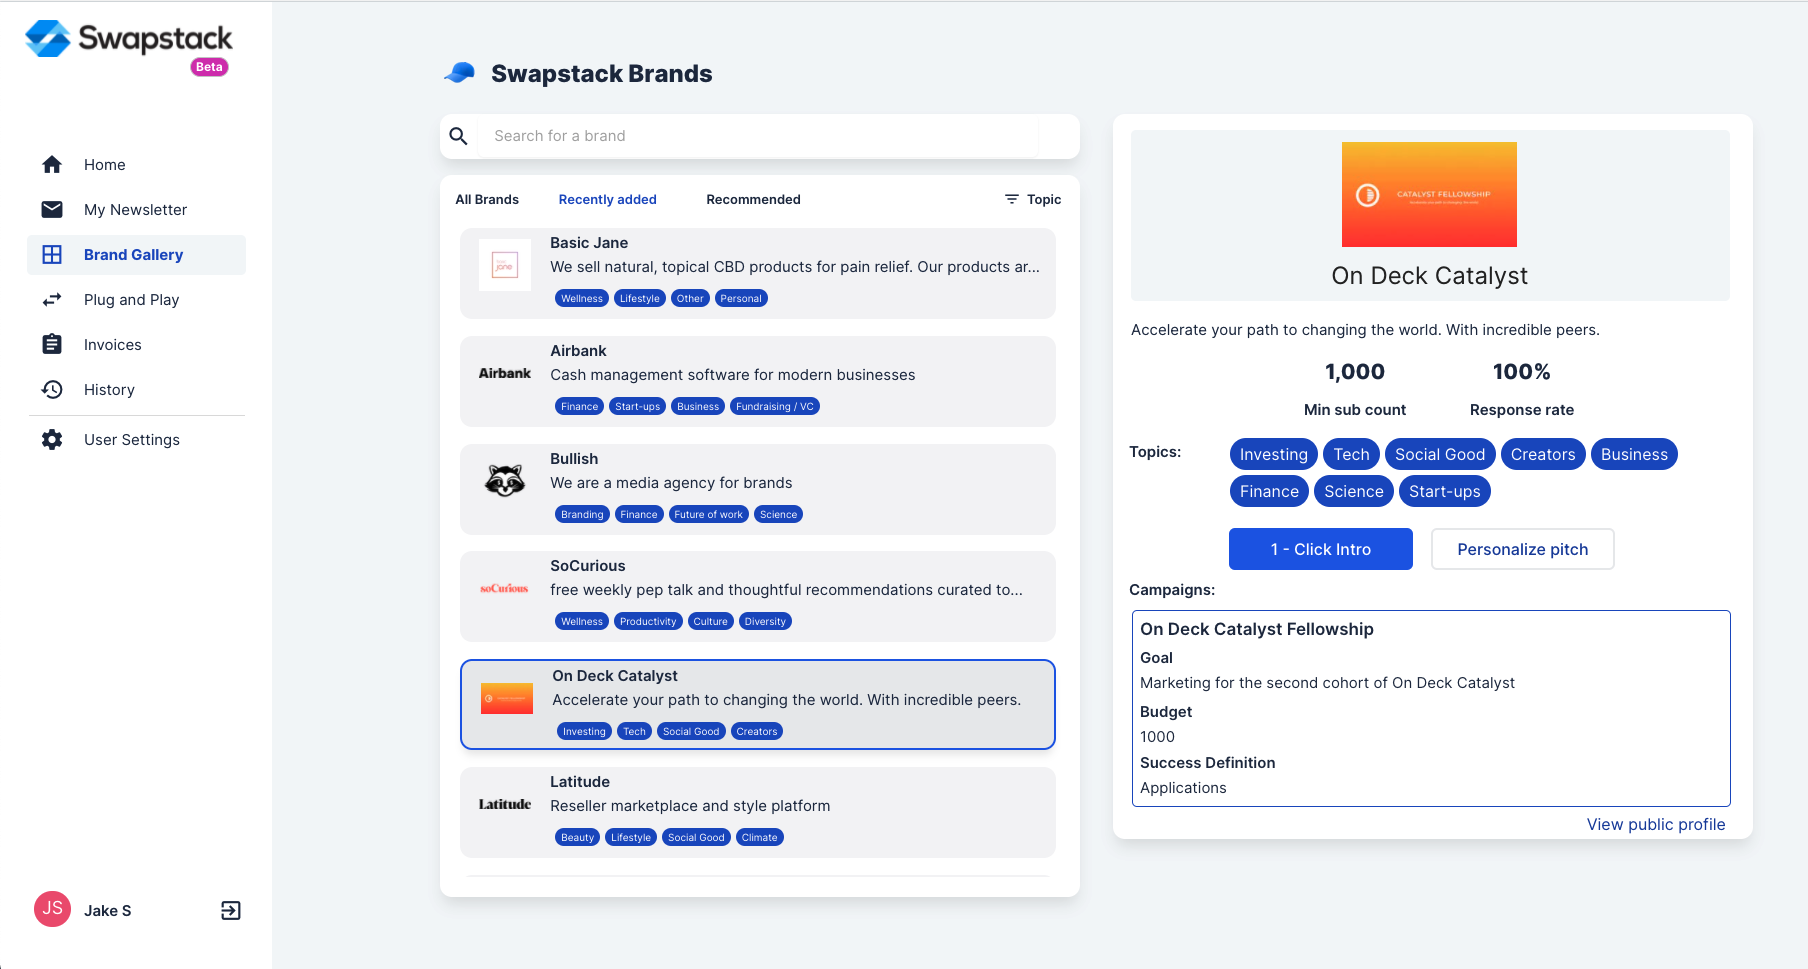 Swapstack
Beta
Home
My Newsletter
Brand Gallery
Plug and Play
Invoices
History
User Settings
JS
Jake S
Swapstack Brands
Search for a brand
All Brands Recently added Recommended Topic
Basic Jane
We sell natural, topical CBD products for pain relief. Our products ar...
Wellness Lifestyle Other Personal
Airbank
Airbank
Cash management software for modern businesses
Finance Start-ups Business Fundraising / VC
Bullish
We are a media agency for brands
Branding Finance Future of work Science
soCurious
SoCurious
free weekly pep talk and thoughtful recommendations curated to...
Wellness Productivity Culture Diversity
On Deck Catalyst
Accelerate your path to changing the world. With incredible peers.
Investing Tech Social Good Creators
Latitude
Latitude
Reseller marketplace and style platform
Beauty Lifestyle Social Good Climate
CATALYST FELLOWSHIP
On Deck Catalyst
Accelerate your path to changing the world. With incredible peers.
1,000 100%
Min sub count Response rate
Topics: Investing Tech Social Good Creators Business
Finance Science Start-ups
1 - Click Intro Personalize pitch
Campaigns:
On Deck Catalyst Fellowship
Goal
Marketing for the second cohort of On Deck Catalyst
Budget
1000
Success Definition
Applications
View public profile